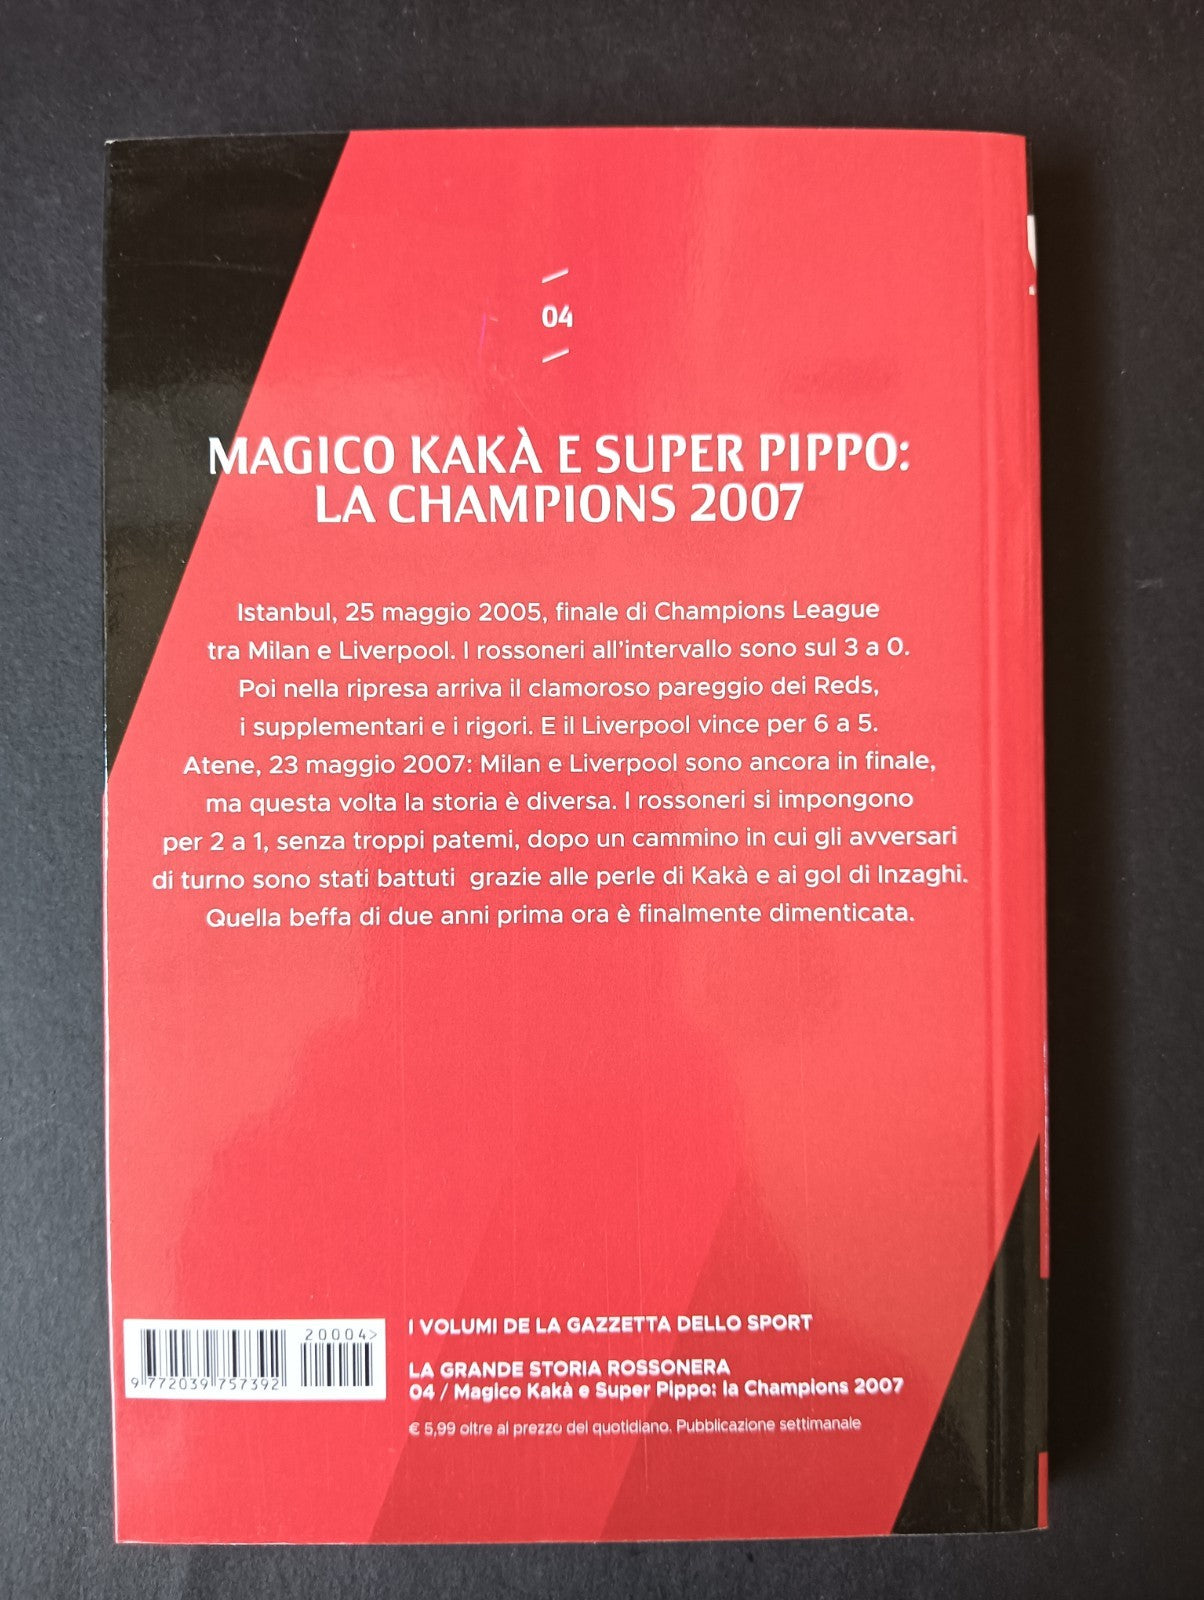 04
MAGICO KAKÀ E SUPER PIPPO:
LA CHAMPIONS 2007
Istanbul, 25 maggio 2005, finale di Champions League
tra Milan e Liverpool. I rossoneri all'intervallo sono sul 3 a 0.
Poi nella ripresa arriva il clamoroso pareggio dei Reds,
i supplementari e i rigori. E il Liverpool vince per 6 a 5.
Atene, 23 maggio 2007: Milan e Liverpool sono ancora in finale,
ma questa volta la storia è diversa. I rossoneri si impongono
per 2 a 1, senza troppi patemi, dopo un cammino in cui gli avversari
di turno sono stati battuti  grazie alle perle di Kakà e ai gol di Inzaghi.
Quella beffa di due anni prima ora è finalmente dimenticata.
20004>
9 772039 757392
I VOLUMI DE LA GAZZETTA DELLO SPORT
LA GRANDE STORIA ROSSONERA
04 / Magico Kakà e Super Pippo: la Champions 2007
€ 5,99 oltre al prezzo del quotidiano. Pubblicazione settimanale